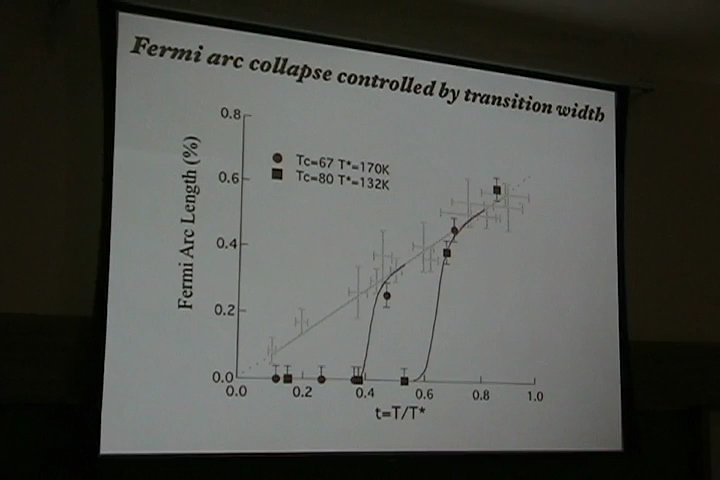 Fermi arc collapse controlled by transition width
0.8
0.6
0.4
0.2
0.0
Fermi Arc Length (%)
Tc=67 T*=170K
Tc=80 T*=132K
0.0 0.2 0.4 0.6 0.8 1.0
t=T/T*